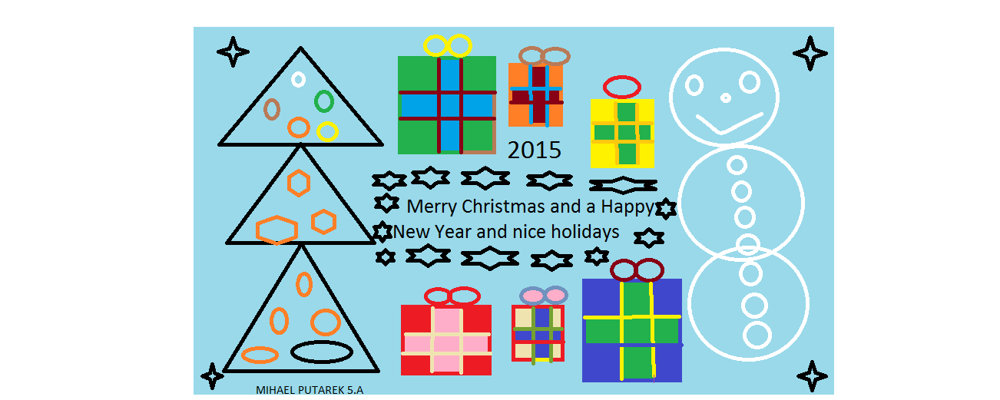 2015
Merry Christmas and a Happy
New Year and nice holidays
MIHAEL PUTAREK 5.A